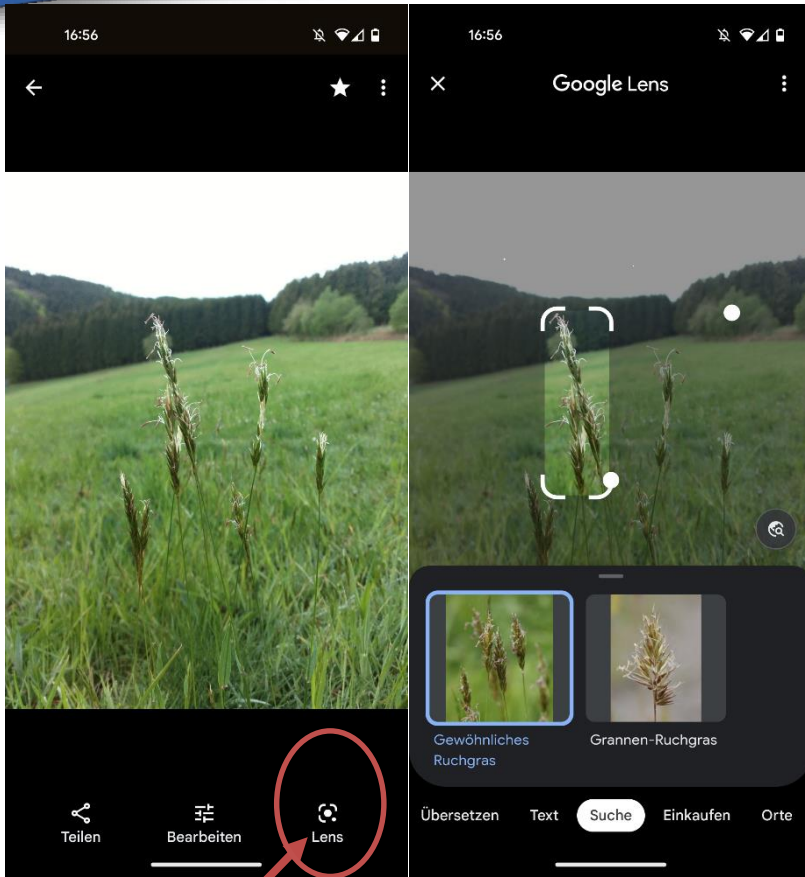 16:56
Teilen
Bearbeiten
Lens
16:56
Google Lens
Gewöhnliches
Ruchgras
Grannen-Ruchgras
Übersetzen
Text
Suche
Einkaufen
Orte